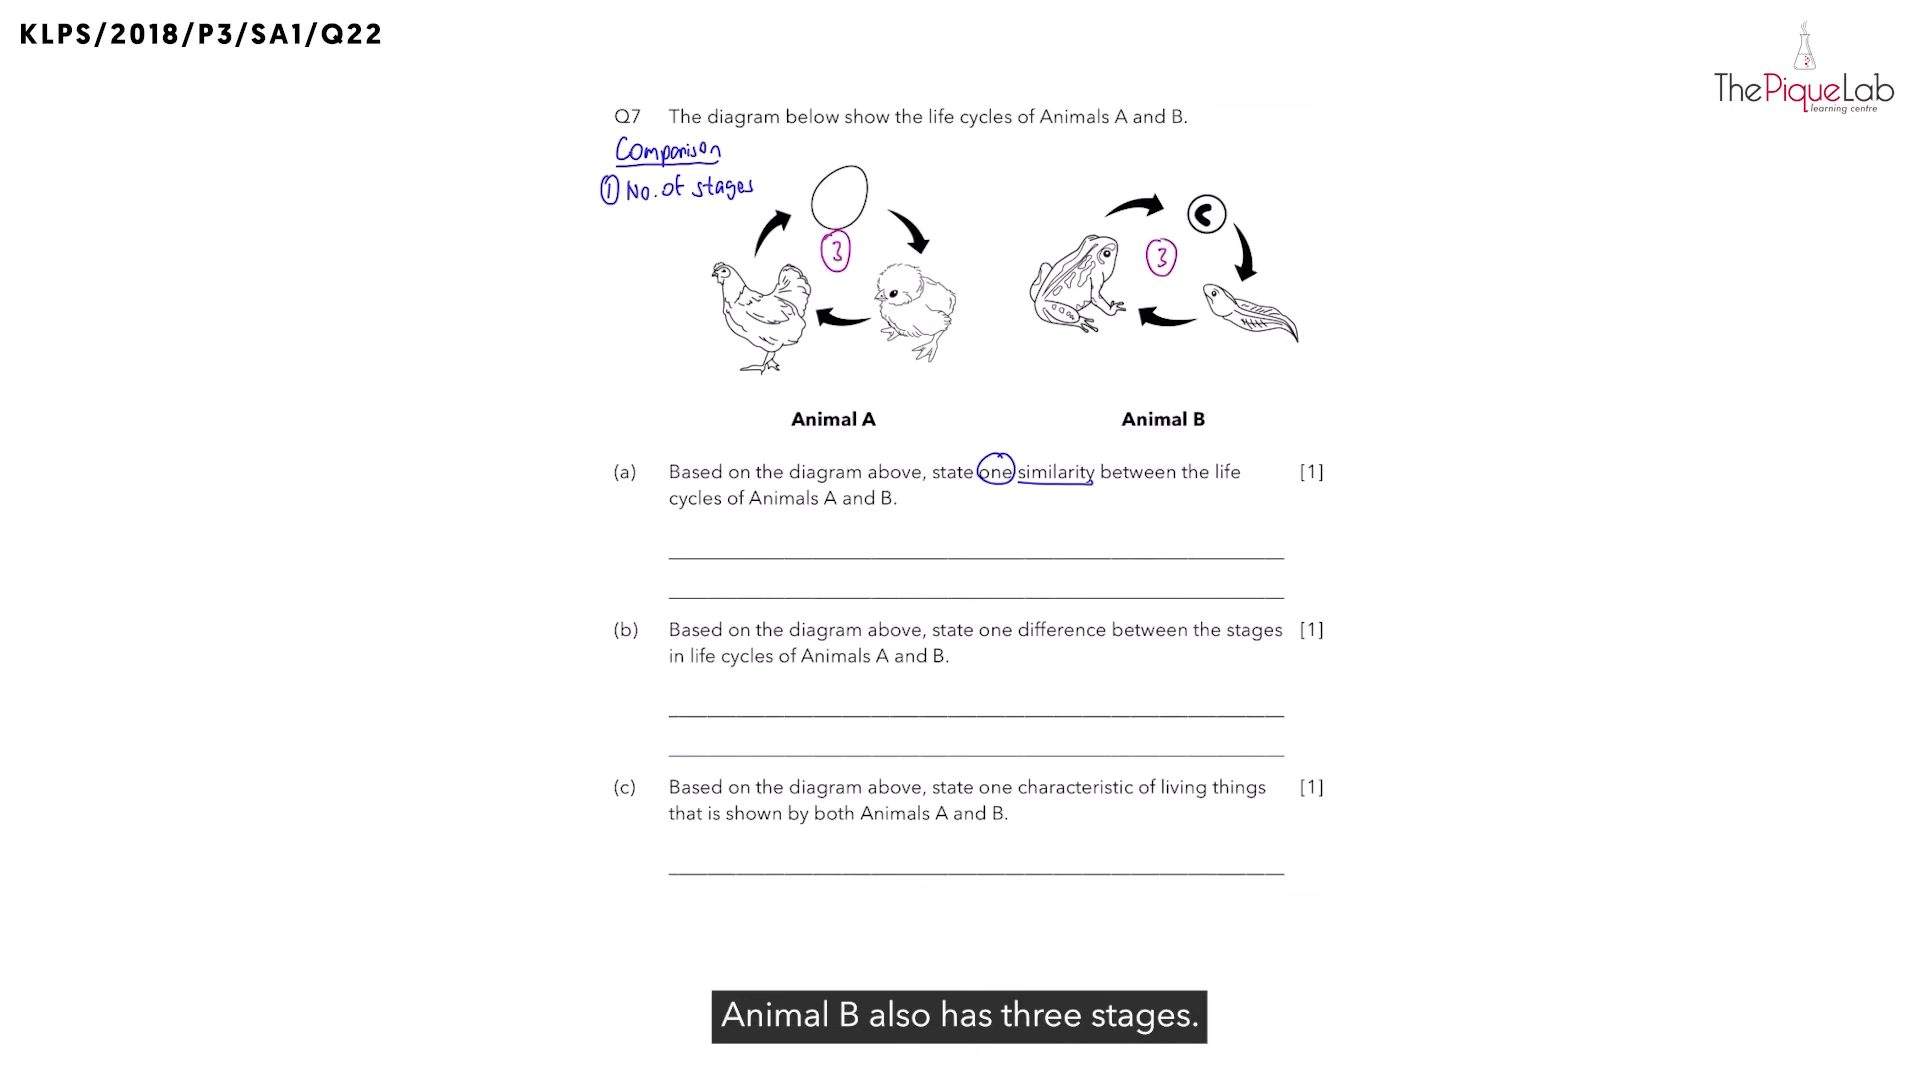 KLPS/2018/P3/SA1/Q22
ThePiqueLab
learning centre
Q7 The diagram below show the life cycles of Animals A and B.
Comparison
① No. of stages
3
3
Animal A
Animal B
(a) Based on the diagram above, state one similarity between the life [1]
cycles of Animals A and B.
(b) Based on the diagram above, state one difference between the stages [1]
in life cycles of Animals A and B.
(c) Based on the diagram above, state one characteristic of living things [1]
that is shown by both Animals A and B.
Animal B also has three stages.